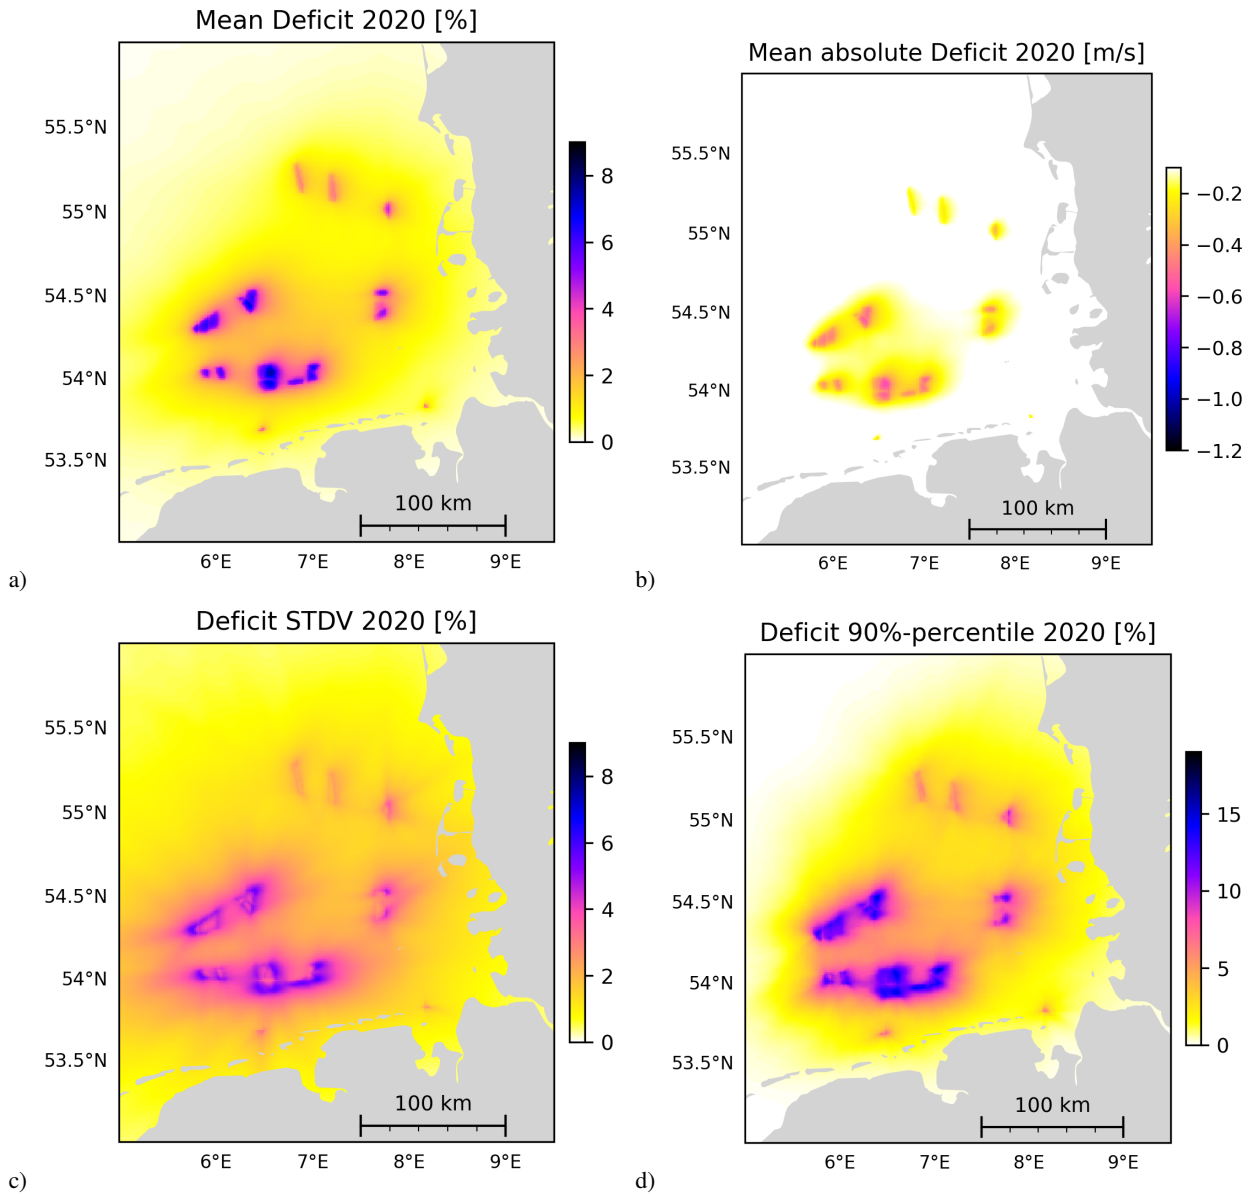 Mean Deficit 2020 [%]
55.5°N
55°N
54.5°N
54°N
53.5°N
8
6
4
2
0
100 km
6°E 7°E 8°E 9°E
a)
Mean absolute Deficit 2020 [m/s]
55.5°N
55°N
54.5°N
54°N
53.5°N
−0.2
−0.4
−0.6
−0.8
−1.0
−1.2
100 km
6°E 7°E 8°E 9°E
b)
Deficit STDV 2020 [%]
55.5°N
55°N
54.5°N
54°N
53.5°N
8
6
4
2
0
100 km
6°E 7°E 8°E 9°E
c)
Deficit 90%-percentile 2020 [%]
55.5°N
55°N
54.5°N
54°N
53.5°N
15
10
5
0
100 km
6°E 7°E 8°E 9°E
d)